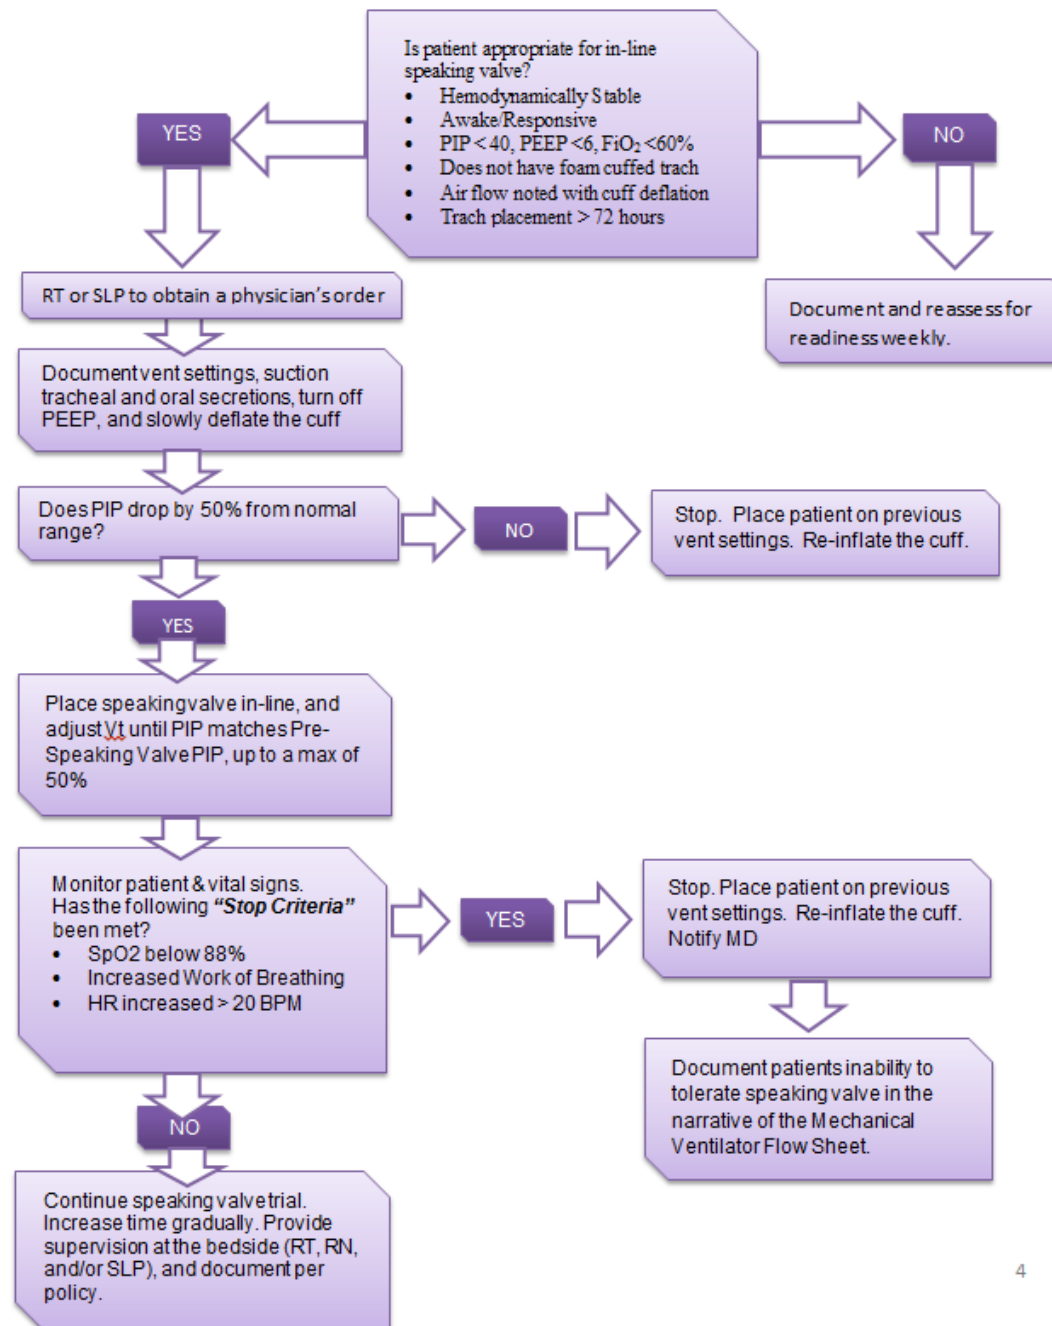 Is patient appropriate for in-line
speaking valve?
• Hemodynamically Stable
• Awake/Responsive
• PIP < 40, PEEP <6, FiO₂ <60%
• Does not have foam cuffed trach
• Air flow noted with cuff deflation
• Trach placement > 72 hours
YES
NO
RT or SLP to obtain a physician's order
Document and reassess for
readiness weekly.
Document vent settings, suction
tracheal and oral secretions, turn off
PEEP, and slowly deflate the cuff
Does PIP drop by 50% from normal
range?
NO
Stop. Place patient on previous
vent settings. Re-inflate the cuff.
YES
Place speaking valve in-line, and
adjust Vt until PIP matches Pre-
Speaking Valve PIP, up to a max of
50%
Monitor patient & vital signs.
Has the following "Stop Criteria"
been met?
• SpO2 below 88%
• Increased Work of Breathing
• HR increased > 20 BPM
YES
Stop. Place patient on previous
vent settings. Re-inflate the cuff.
Notify MD
Document patients inability to
tolerate speaking valve in the
narrative of the Mechanical
Ventilator Flow Sheet.
NO
Continue speaking valve trial.
Increase time gradually. Provide
supervision at the bedside (RT, RN,
and/or SLP), and document per
policy.
4